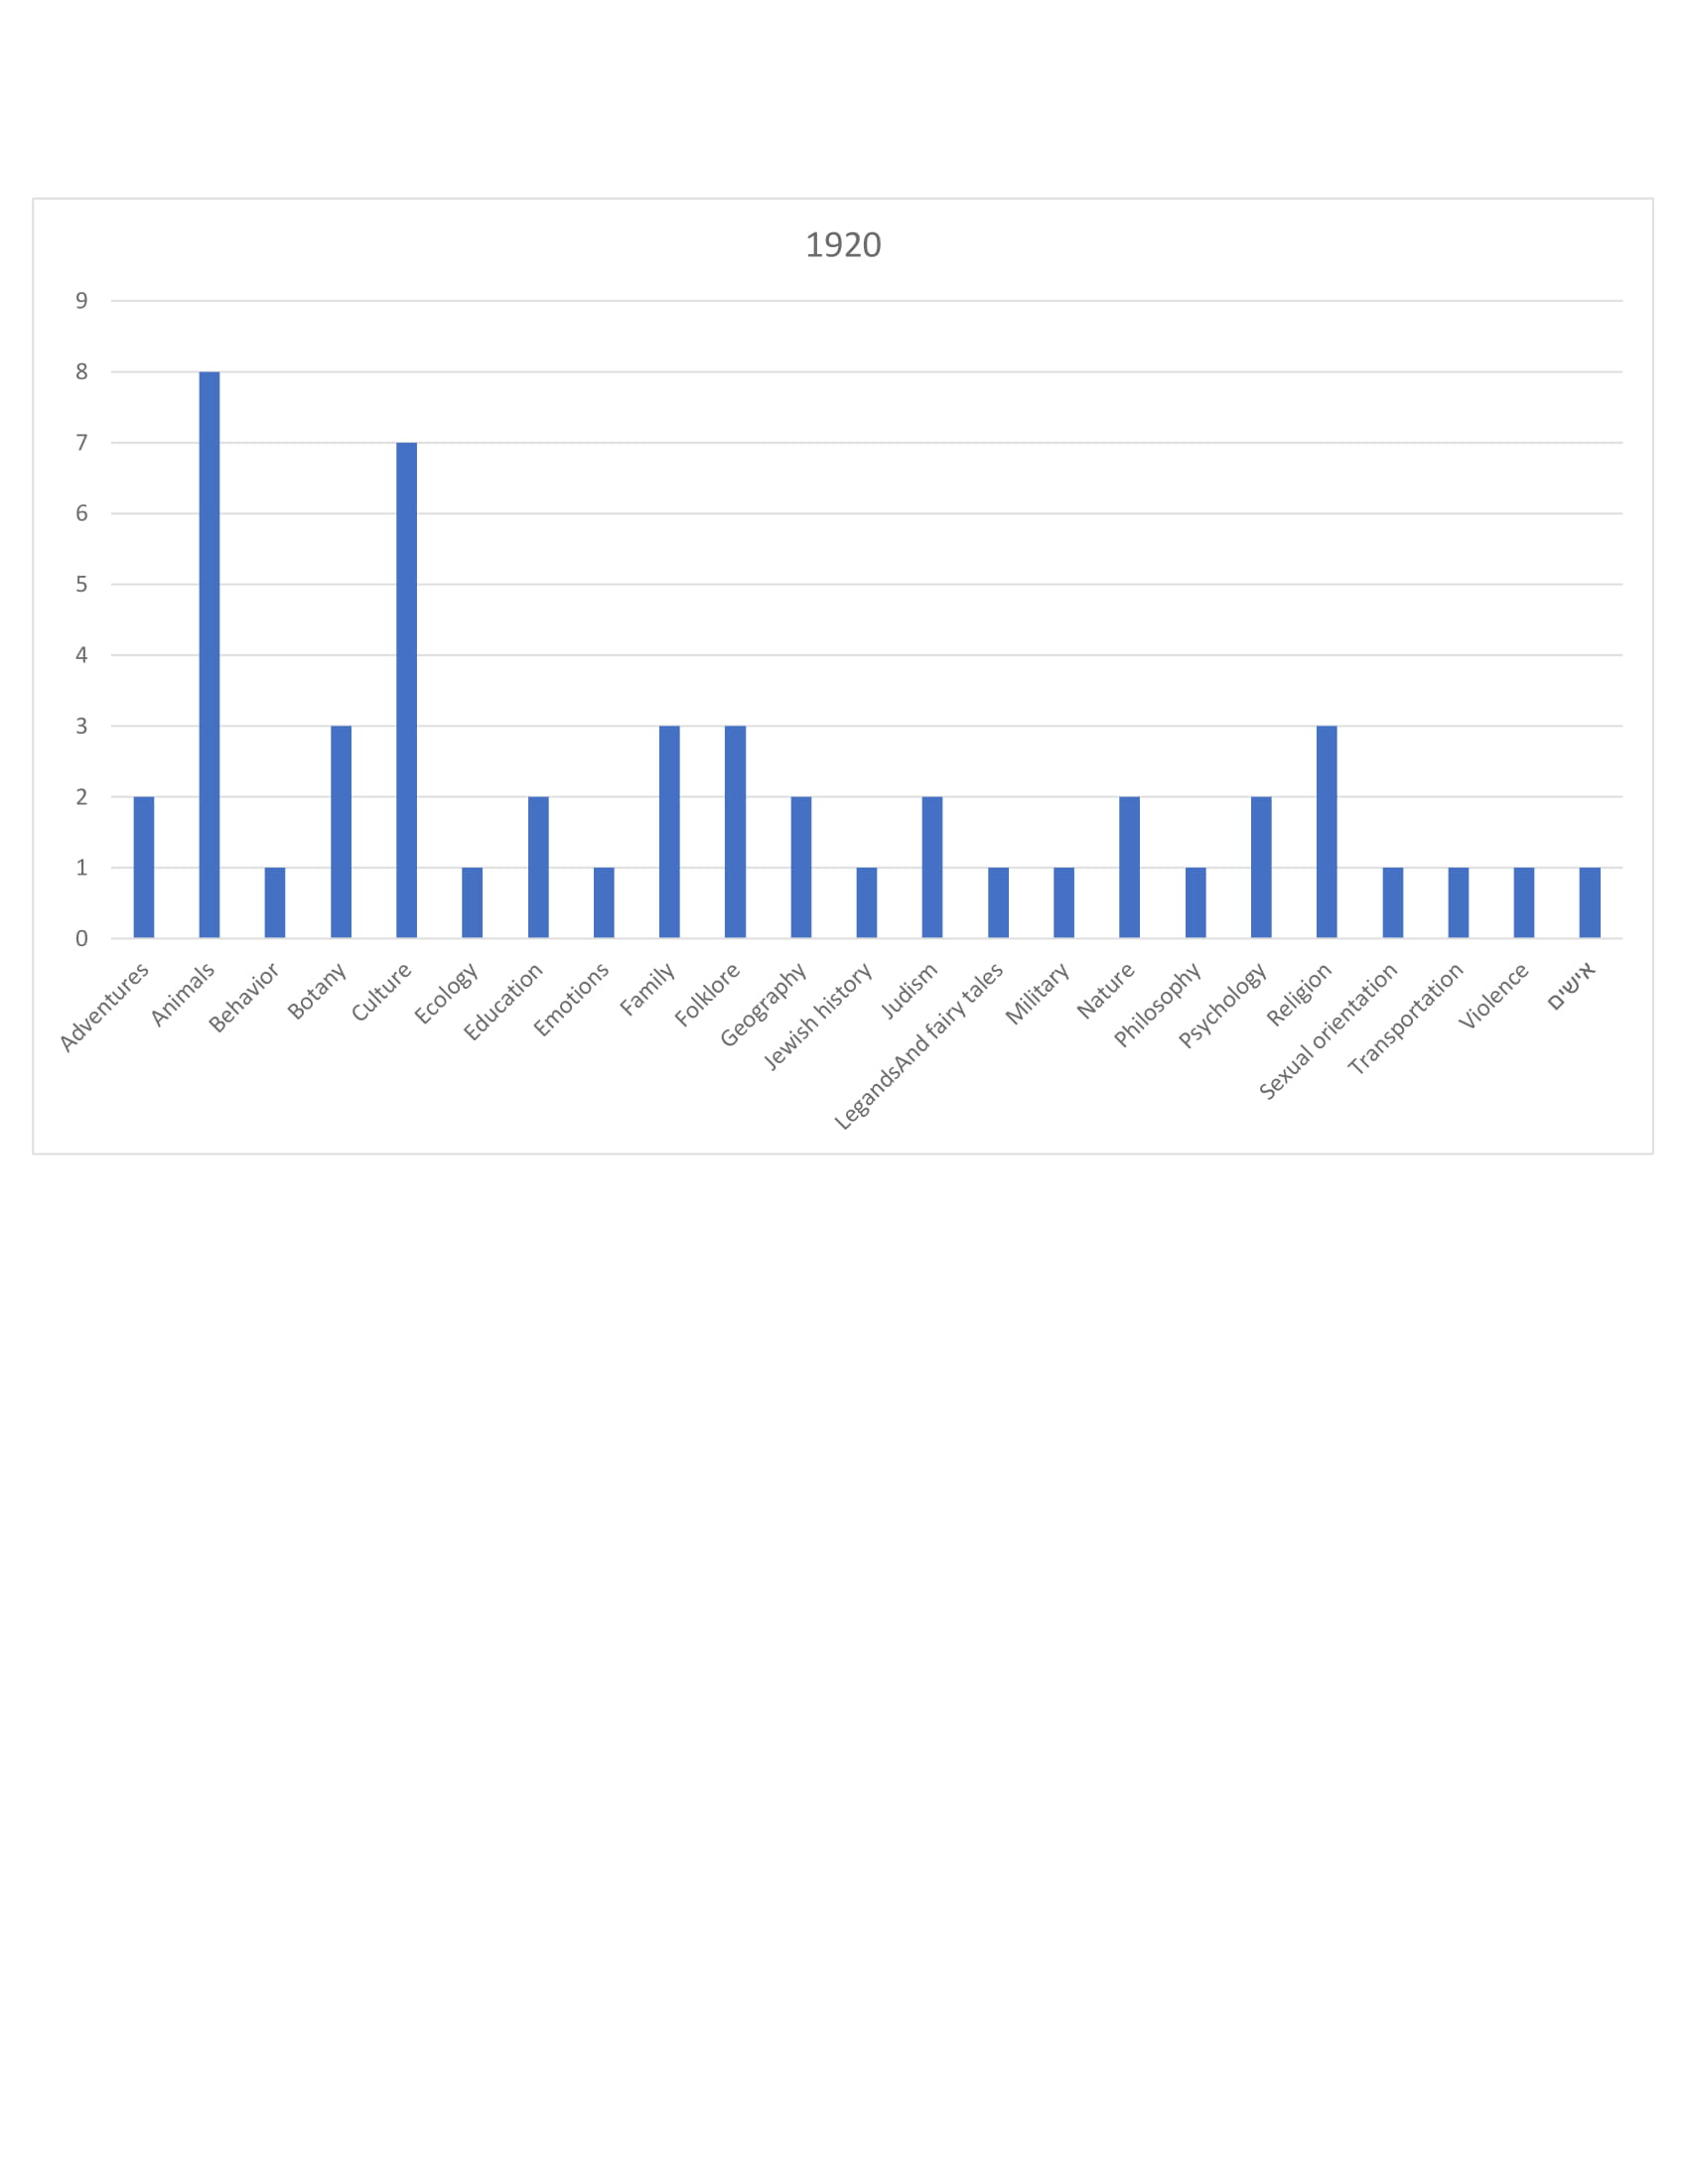 1920
9
8
7
6
5
4
3
2
1
0
Adventures
Animals
Behavior
Botany
Culture
Ecology
Education
Emotions
Family
Folklore
Geography
Jewish history
Judism
LegandsAnd fairy tales
Military
Nature
Philosophy
Psychology
Religion
Sexual orientation
Transportation
Violence
אישים